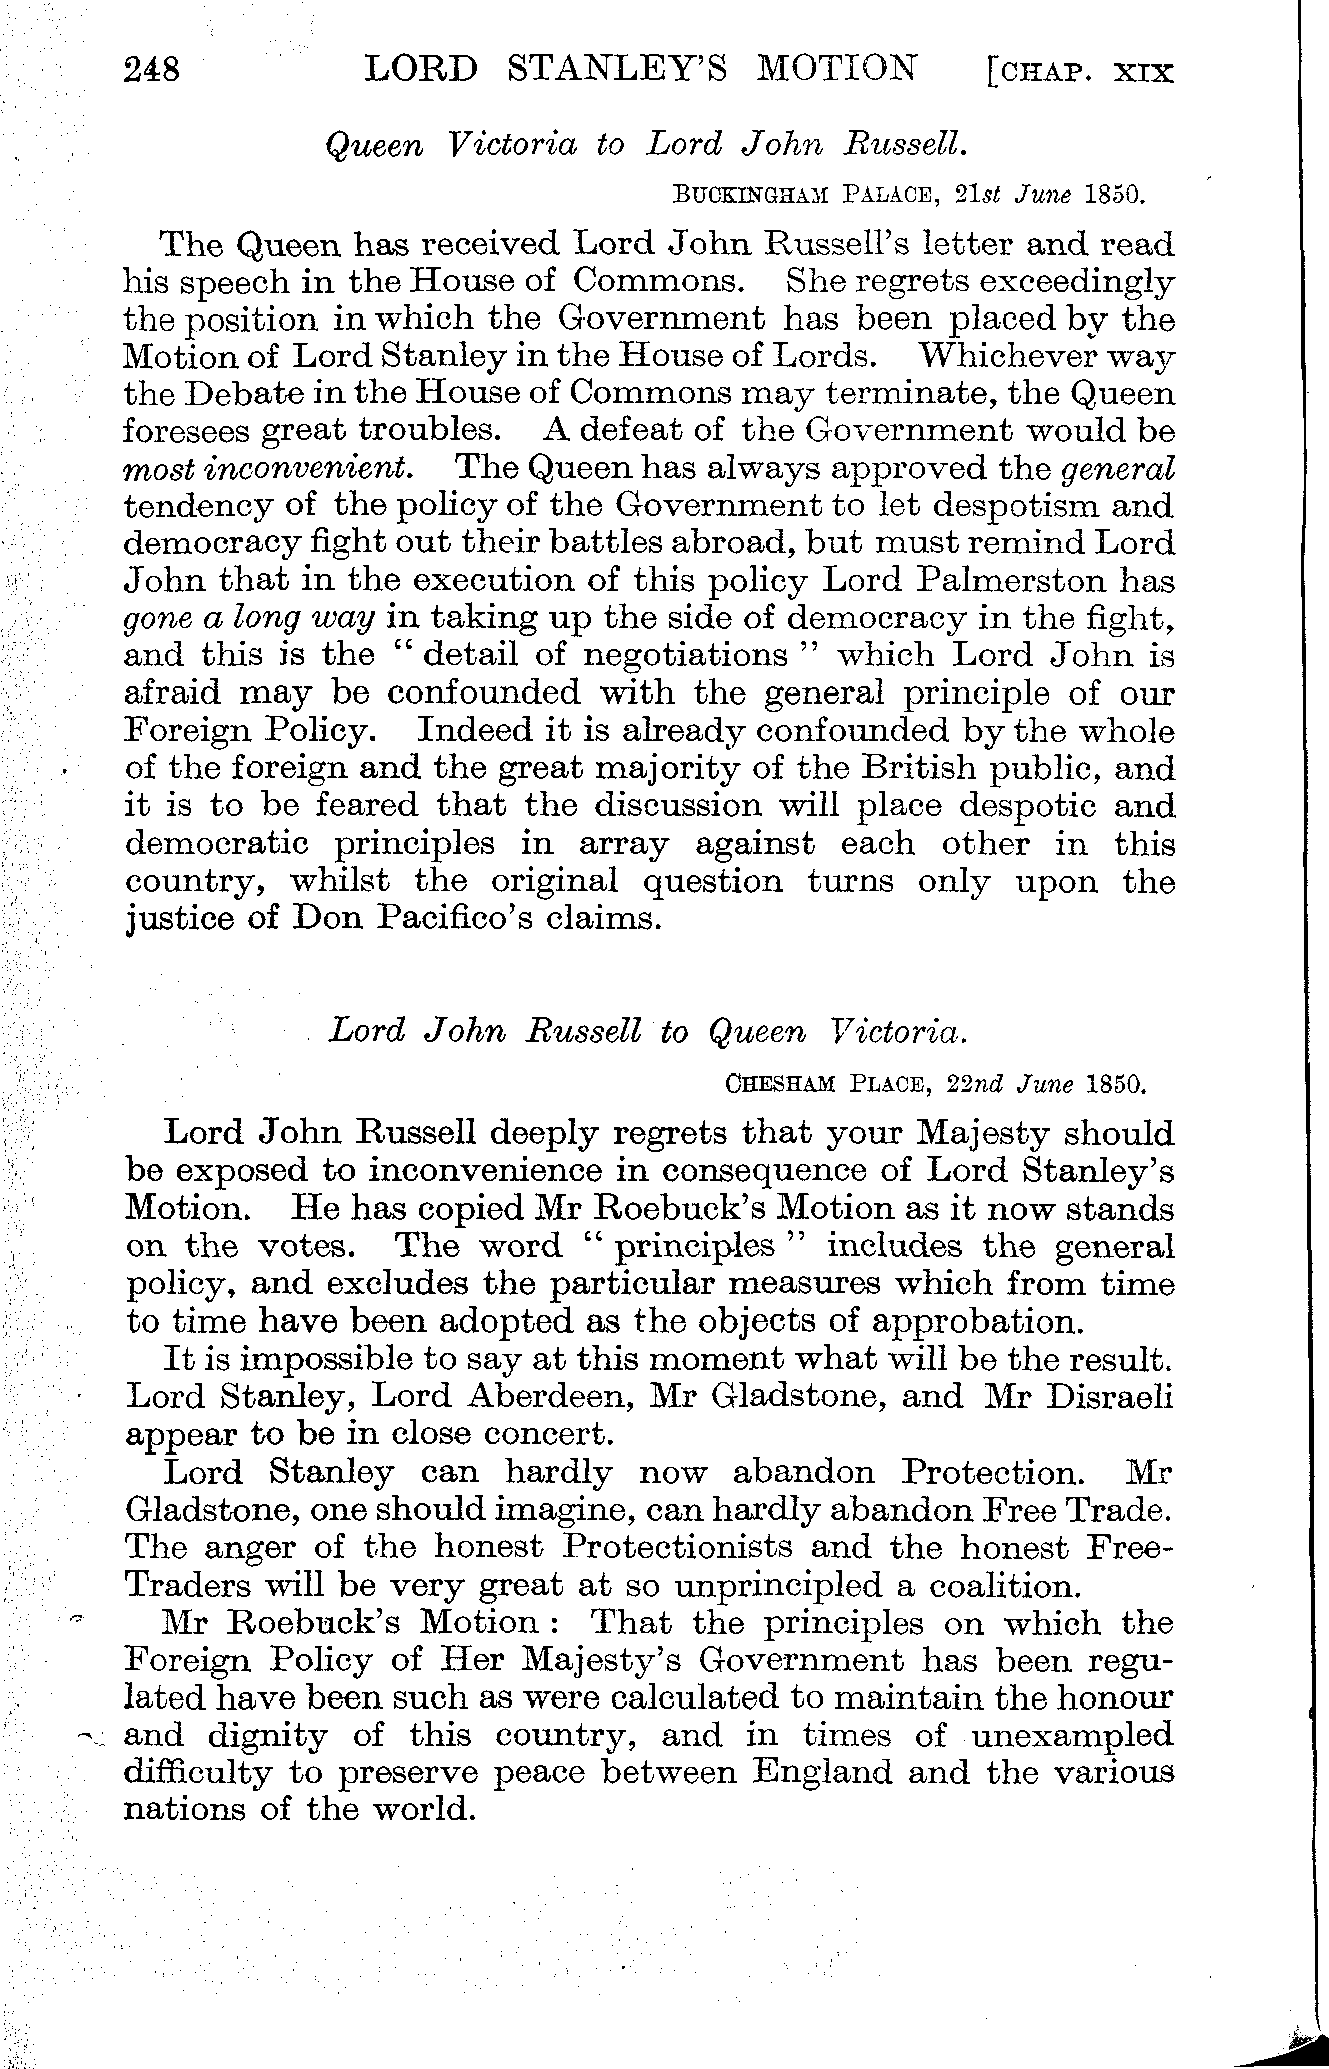 248 LORD STANLEY'S MOTION [CHAP. XIX
Queen Victoria to Lord John Russell.
BUCKINGHAM PALACE, 21st June 1850.
The Queen has received Lord John Russell's letter and read
his speech in the House of Commons. She regrets exceedingly
the position in which the Government has been placed by the
Motion of Lord Stanley in the House of Lords. Whichever way
the Debate in the House of Commons may terminate, the Queen
foresees great troubles. A defeat of the Government would be
most inconvenient. The Queen has always approved the general
tendency of the policy of the Government to let despotism and
democracy fight out their battles abroad, but must remind Lord
John that in the execution of this policy Lord Palmerston has
gone a long way in taking up the side of democracy in the fight,
and this is the " detail of negotiations " which Lord John is
afraid may be confounded with the general principle of our
Foreign Policy. Indeed it is already confounded by the whole
of the foreign and the great majority of the British public, and
it is to be feared that the discussion will place despotic and
democratic principles in array against each other in this
country, whilst the original question turns only upon the
justice of Don Pacifico's claims.
Lord John Russell to Queen Victoria.
CHESHAM PLACE, 22nd June 1850.
Lord John Russell deeply regrets that your Majesty should
be exposed to inconvenience in consequence of Lord Stanley's
Motion. He has copied Mr Roebuck's Motion as it now stands
on the votes. The word " principles " includes the general
policy, and excludes the particular measures which from time
to time have been adopted as the objects of approbation.
It is impossible to say at this moment what will be the result.
Lord Stanley, Lord Aberdeen, Mr Gladstone, and Mr Disraeli
appear to be in close concert.
Lord Stanley can hardly now abandon Protection. Mr
Gladstone, one should imagine, can hardly abandon Free Trade.
The anger of the honest Protectionists and the honest Free-
Traders will be very great at so unprincipled a coalition.
Mr Roebuck's Motion : That the principles on which the
Foreign Policy of Her Majesty's Government has been regu-
lated have been such as were calculated to maintain the honour
and dignity of this country, and in times of unexampled
difficulty to preserve peace between England and the various
nations of the world.